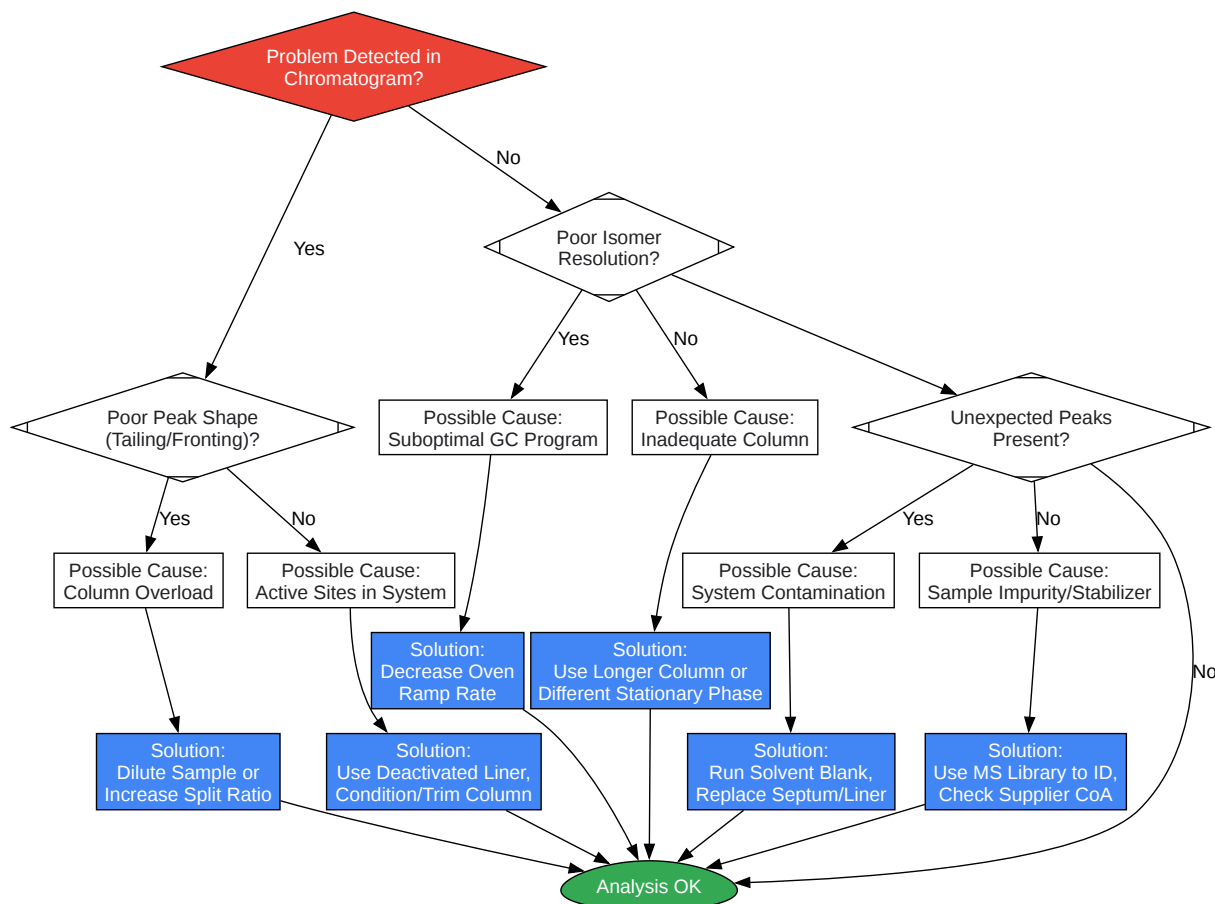 Problem Detected in
Chromatogram?
No
Yes
Poor Isomer
Resolution?
Yes
No
Poor Peak Shape
(Tailing/Fronting)?
Possible Cause:
Suboptimal GC Program
Possible Cause:
Inadequate Column
Unexpected Peaks
Present?
Yes
No
Yes
No
No
Possible Cause:
Column Overload
Possible Cause:
Active Sites in System
Possible Cause:
System Contamination
Possible Cause:
Sample Impurity/Stabilizer
Solution:
Decrease Oven
Ramp Rate
Solution:
Use Longer Column or
Different Stationary Phase
Solution:
Dilute Sample or
Increase Split Ratio
Solution:
Use Deactivated Liner,
Condition/Trim Column
Solution:
Run Solvent Blank,
Replace Septum/Liner
Solution:
Use MS Library to ID,
Check Supplier CoA
Analysis OK